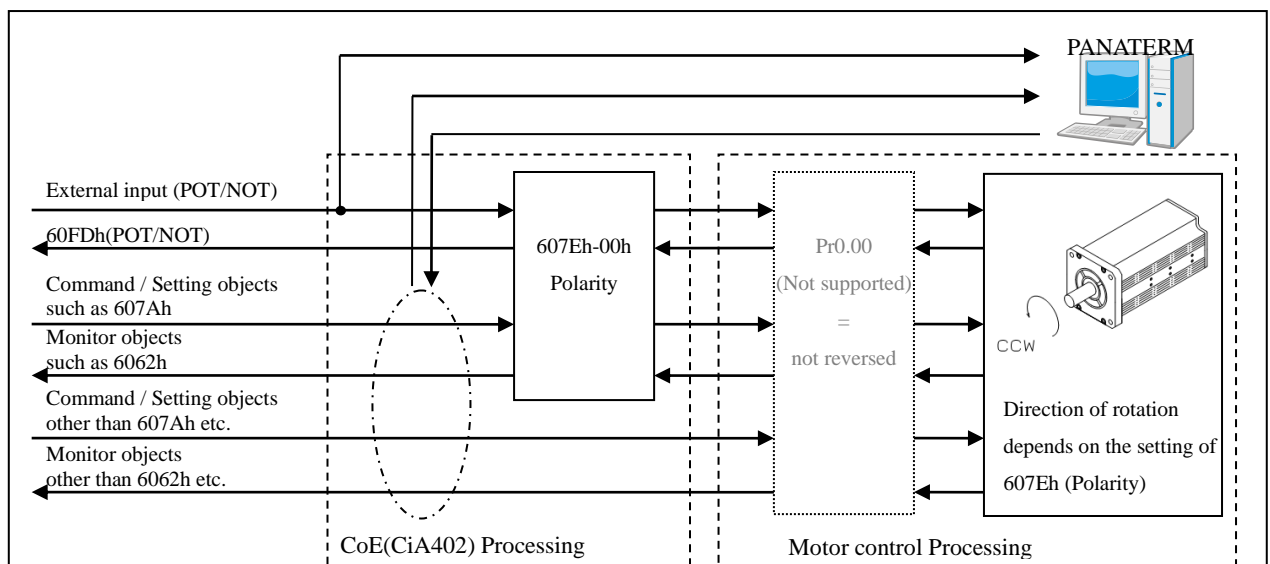 PANATERM
External input (POT/NOT)
60FDh(POT/NOT)
Command / Setting objects
such as 607Ah
Monitor objects
such as 6062h
Command / Setting objects
other than 607Ah etc.
Monitor objects
other than 6062h etc.
607Eh-00h
Polarity
CoE(CiA402) Processing
Pr0.00
(Not supported)
=
not reversed
CCW
Direction of rotation
depends on the setting of
607Eh (Polarity)
Motor control Processing